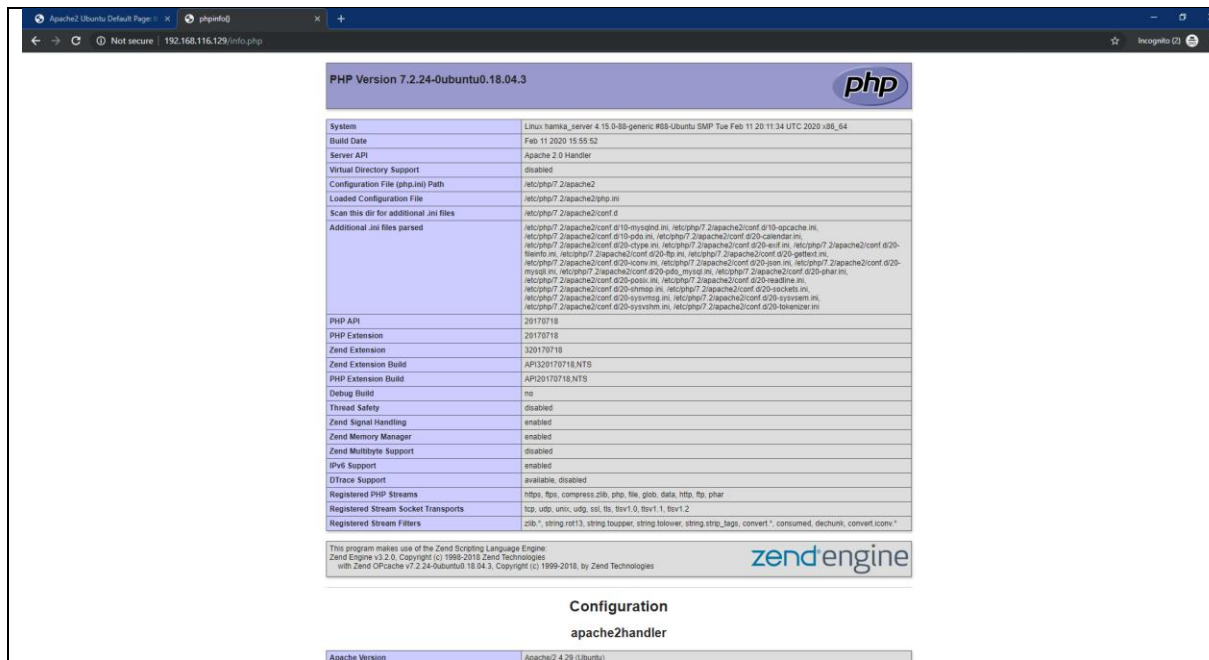 Apache2 Ubuntu Default Page: It
phpinfo()
Not secure | 192.168.116.129/info.php
Incognito (2)
PHP Version 7.2.24-0ubuntu0.18.04.3
php
System Linux hamka_server 4.15.0-88-generic #88-Ubuntu SMP Tue Feb 11 20:11:34 UTC 2020 x86_64
Build Date Feb 11 2020 15:55:52
Server API Apache 2.0 Handler
Virtual Directory Support disabled
Configuration File (php.ini) Path /etc/php/7.2/apache2
Loaded Configuration File /etc/php/7.2/apache2/php.ini
Scan this dir for additional .ini files /etc/php/7.2/apache2/conf.d
Additional .ini files parsed /etc/php/7.2/apache2/conf.d/10-mysqlnd.ini, /etc/php/7.2/apache2/conf.d/10-opcache.ini,
/etc/php/7.2/apache2/conf.d/10-pdo.ini, /etc/php/7.2/apache2/conf.d/20-calendar.ini,
/etc/php/7.2/apache2/conf.d/20-ctype.ini, /etc/php/7.2/apache2/conf.d/20-exif.ini, /etc/php/7.2/apache2/conf.d/20-
fileinfo.ini, /etc/php/7.2/apache2/conf.d/20-ftp.ini, /etc/php/7.2/apache2/conf.d/20-gettext.ini,
/etc/php/7.2/apache2/conf.d/20-iconv.ini, /etc/php/7.2/apache2/conf.d/20-json.ini, /etc/php/7.2/apache2/conf.d/20-
mysqli.ini, /etc/php/7.2/apache2/conf.d/20-pdo_mysql.ini, /etc/php/7.2/apache2/conf.d/20-phar.ini,
/etc/php/7.2/apache2/conf.d/20-posix.ini, /etc/php/7.2/apache2/conf.d/20-readline.ini,
/etc/php/7.2/apache2/conf.d/20-shmop.ini, /etc/php/7.2/apache2/conf.d/20-sockets.ini,
/etc/php/7.2/apache2/conf.d/20-sysvmsg.ini, /etc/php/7.2/apache2/conf.d/20-sysvsem.ini,
/etc/php/7.2/apache2/conf.d/20-sysvshm.ini, /etc/php/7.2/apache2/conf.d/20-tokenizer.ini
PHP API 20170718
PHP Extension 20170718
Zend Extension 320170718
Zend Extension Build API320170718,NTS
PHP Extension Build API20170718,NTS
Debug Build no
Thread Safety disabled
Zend Signal Handling enabled
Zend Memory Manager enabled
Zend Multibyte Support disabled
IPv6 Support enabled
DTrace Support available, disabled
Registered PHP Streams https, ftps, compress.zlib, php, file, glob, data, http, ftp, phar
Registered Stream Socket Transports tcp, udp, unix, udg, ssl, tls, tlsv1.0, tlsv1.1, tlsv1.2
Registered Stream Filters zlib.*, string.rot13, string.toupper, string.tolower, string.strip_tags, convert.*, consumed, dechunk, convert.iconv.*
This program makes use of the Zend Scripting Language Engine:
Zend Engine v3.2.0, Copyright (c) 1998-2018 Zend Technologies
with Zend OPcache v7.2.24-0ubuntu0.18.04.3, Copyright (c) 1999-2018, by Zend Technologies
zend engine
Configuration
apache2handler
Apache Version Apache/2.4.29 (Ubuntu)